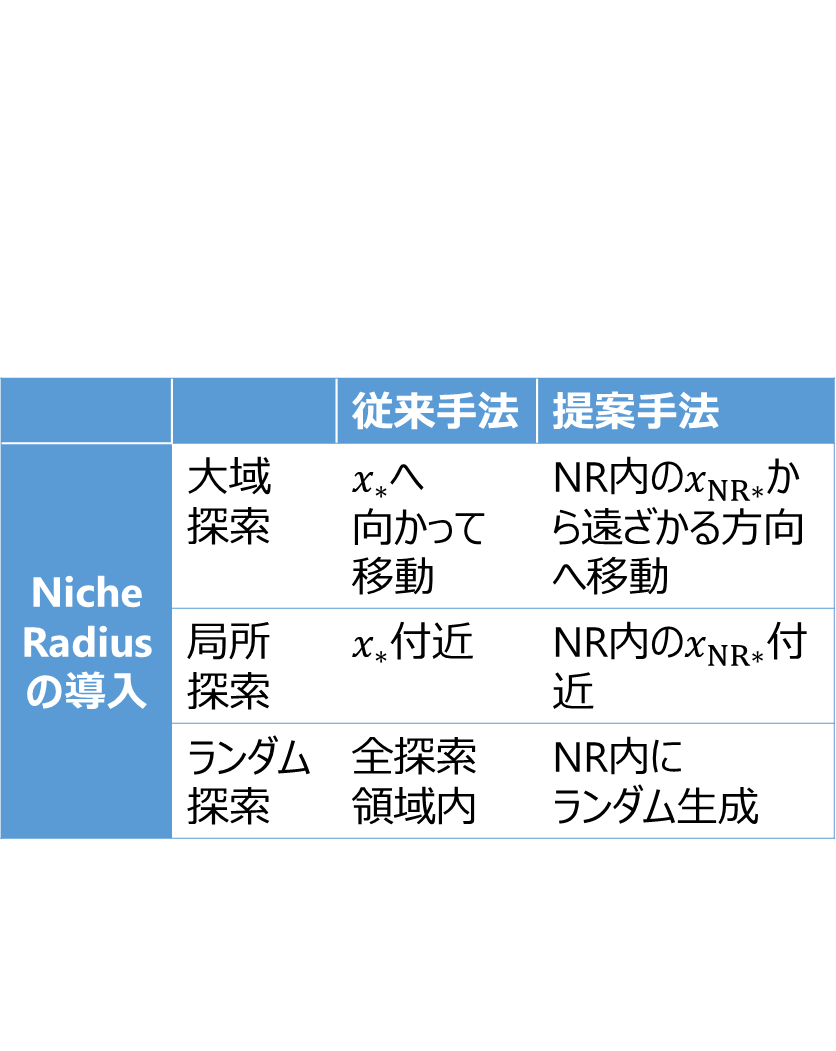 従来手法 提案手法
Niche
Radius
の導入
大域
探索
x*へ
向かって
移動
NR内のxNR*か
ら遠ざかる方向
へ移動
局所
探索
x*付近
NR内のxNR*付
近
ランダム
探索
全探索
領域内
NR内に
ランダム生成